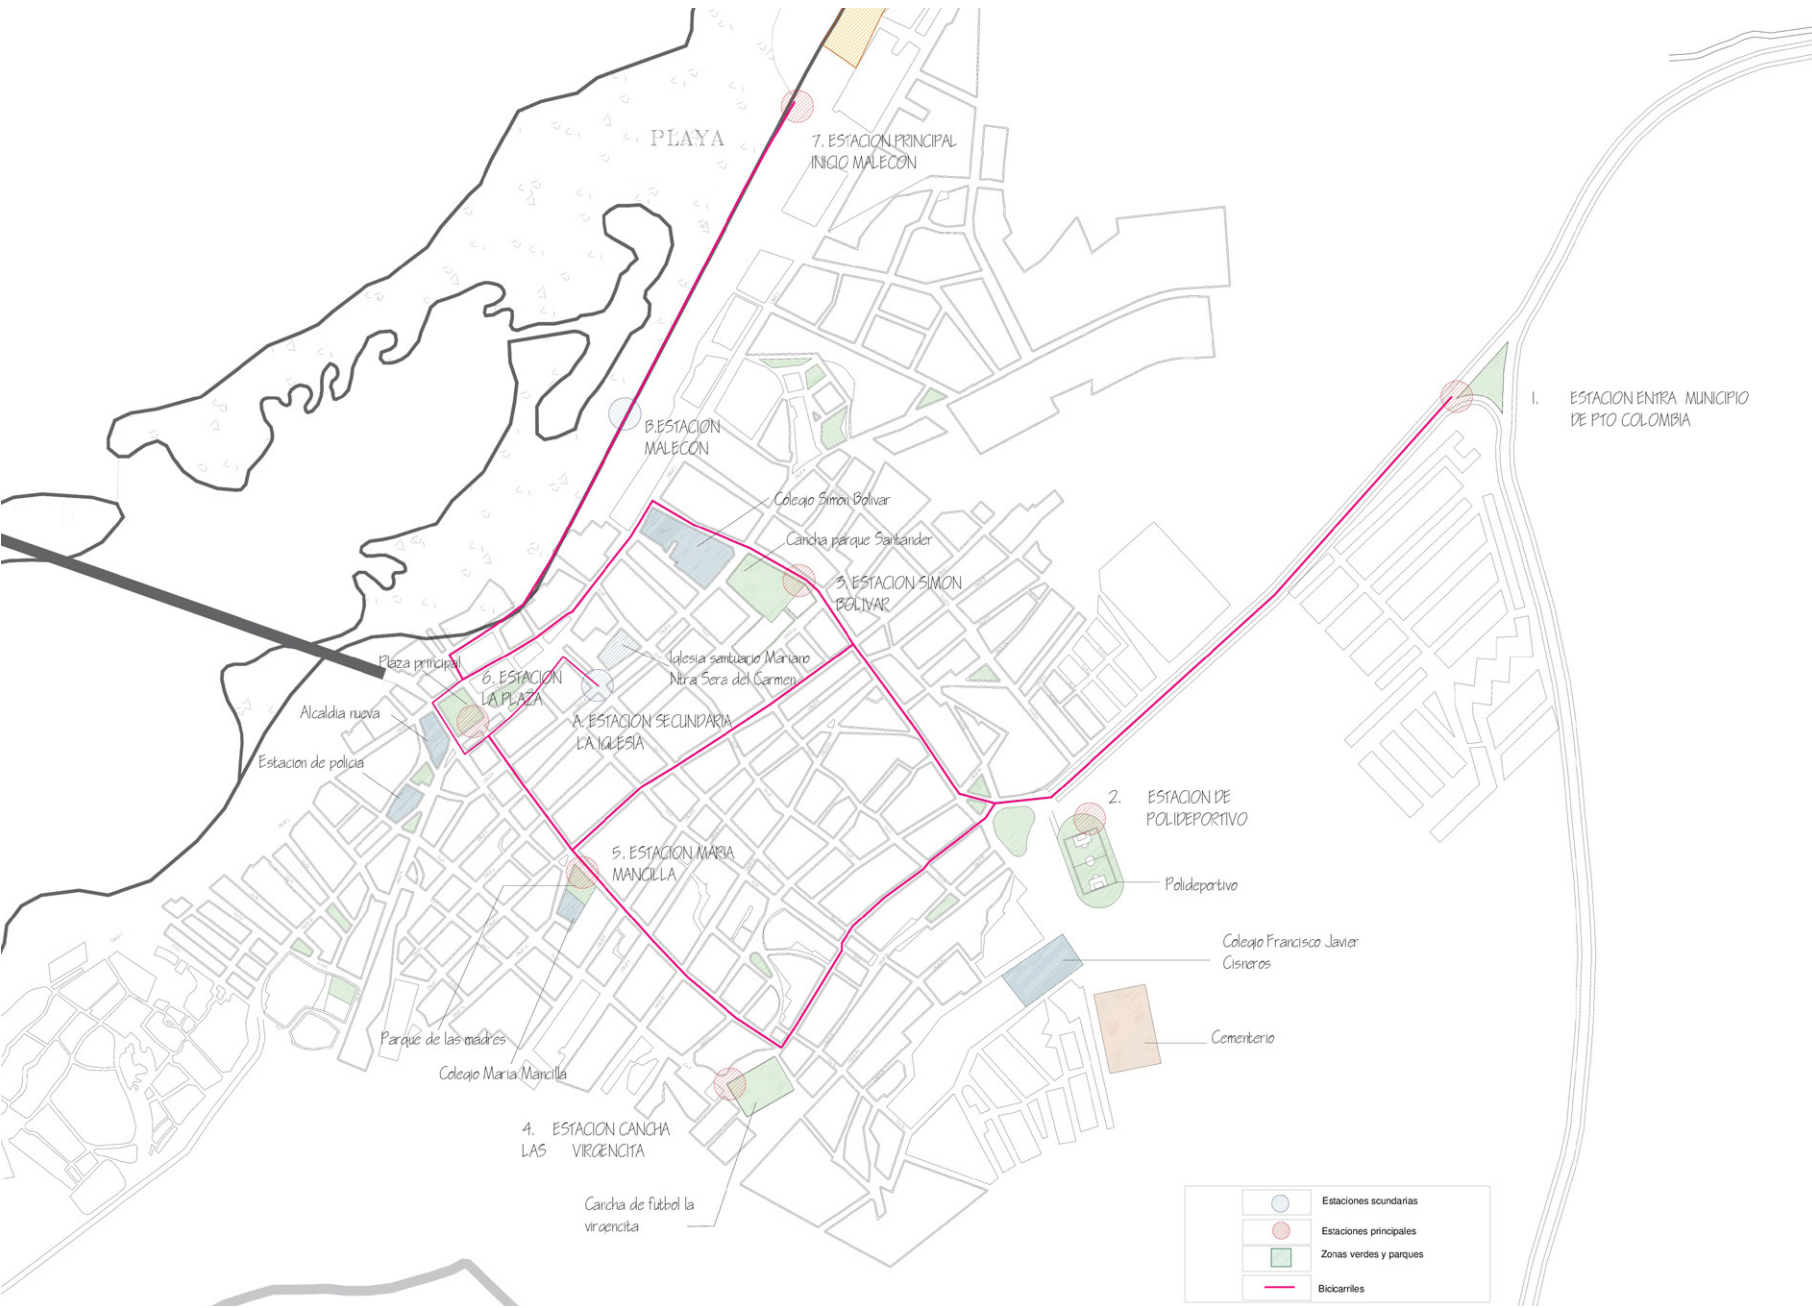 PLAYA
7. ESTACION PRINCIPAL
INICIO MALECON
1. ESTACION ENTRA MUNICIPIO
DE PTO COLOMBIA
B.ESTACION
MALECON
Colegio Simon Bolivar
Cancha parque Santander
3. ESTACION SIMON
BOLIVAR
Iglesia santuario Mariano
Ntra Sera del Carmen
Plaza principal
6. ESTACION
LA PLAZA
Alcaldia nueva
A. ESTACION SECUNDARIA
LA IGLESIA
Estacion de policia
2. ESTACION DE
POLIDEPORTIVO
5. ESTACION MARIA
MANCILLA
Polideportivo
Colegio Francisco Javier
Cisneros
Parque de las madres
Cementerio
Colegio Maria Mancilla
4. ESTACION CANCHA
LAS VIRGENCITA
Cancha de futbol la
virgencita
Estaciones scundarias
Estaciones principales
Zonas verdes y parques
Bicicarriles